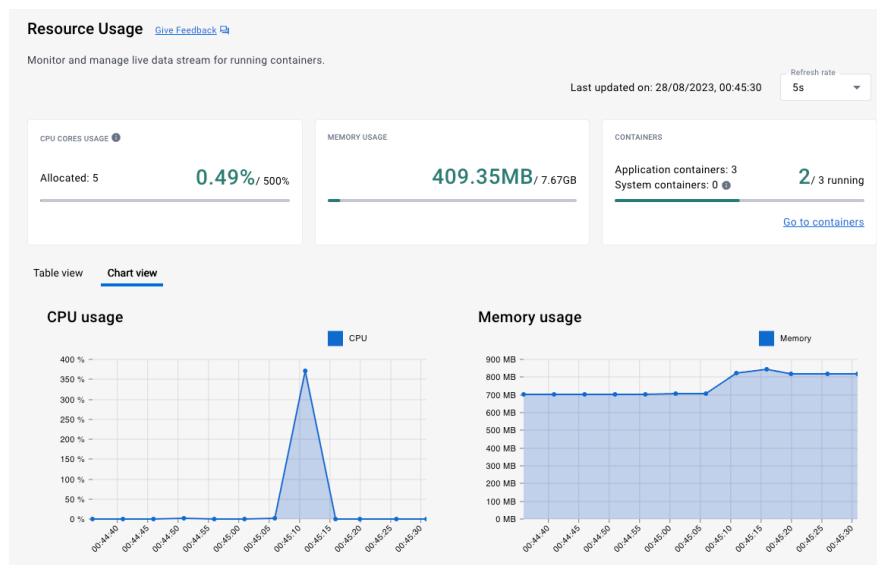 Resource Usage Give Feedback
Monitor and manage live data stream for running containers.
Last updated on: 28/08/2023, 00:45:30
Refresh rate
5s
CPU CORES USAGE
Allocated: 5
0.49%/ 500%
MEMORY USAGE
409.35MB/ 7.67GB
CONTAINERS
Application containers: 3
System containers: 0
2/ 3 running
Go to containers
Table view Chart view
CPU usage
CPU
400 %
350 %
300 %
250 %
200 %
150 %
100 %
50 %
0 %
00:44:40 00:44:45 00:44:50 00:44:55 00:45:00 00:45:05 00:45:10 00:45:15 00:45:20 00:45:25 00:45:30
Memory usage
Memory
900 MB
800 MB
700 MB
600 MB
500 MB
400 MB
300 MB
200 MB
100 MB
0 MB
00:44:40 00:44:45 00:44:50 00:44:55 00:45:00 00:45:05 00:45:10 00:45:15 00:45:20 00:45:25 00:45:30